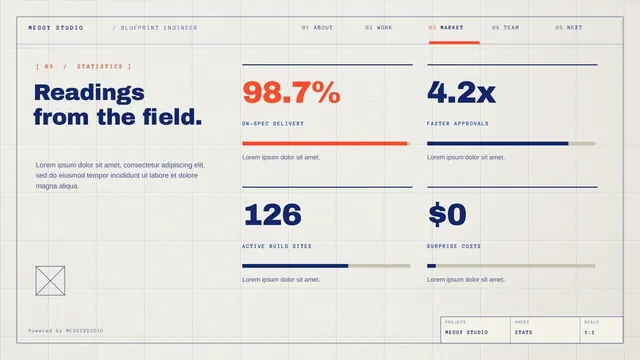 MEGGY STUDIO / BLUEPRINT ENGINEER 01 ABOUT 02 WORK 03 MARKET 04 TEAM 05 NEXT
[ 03 / STATISTICS ]
Readings
from the field.
Lorem ipsum dolor sit amet, consectetur adipiscing elit,
sed do eiusmod tempor incididunt ut labore et dolore
magna aliqua.
98.7%
ON-SPEC DELIVERY
Lorem ipsum dolor sit amet.
4.2x
FASTER APPROVALS
Lorem ipsum dolor sit amet.
126
ACTIVE BUILD SITES
Lorem ipsum dolor sit amet.
$0
SURPRISE COSTS
Lorem ipsum dolor sit amet.
Powered by MEGGYSTUDIO
PROJECT SHEET SCALE
MEGGY STUDIO STATS 1:1